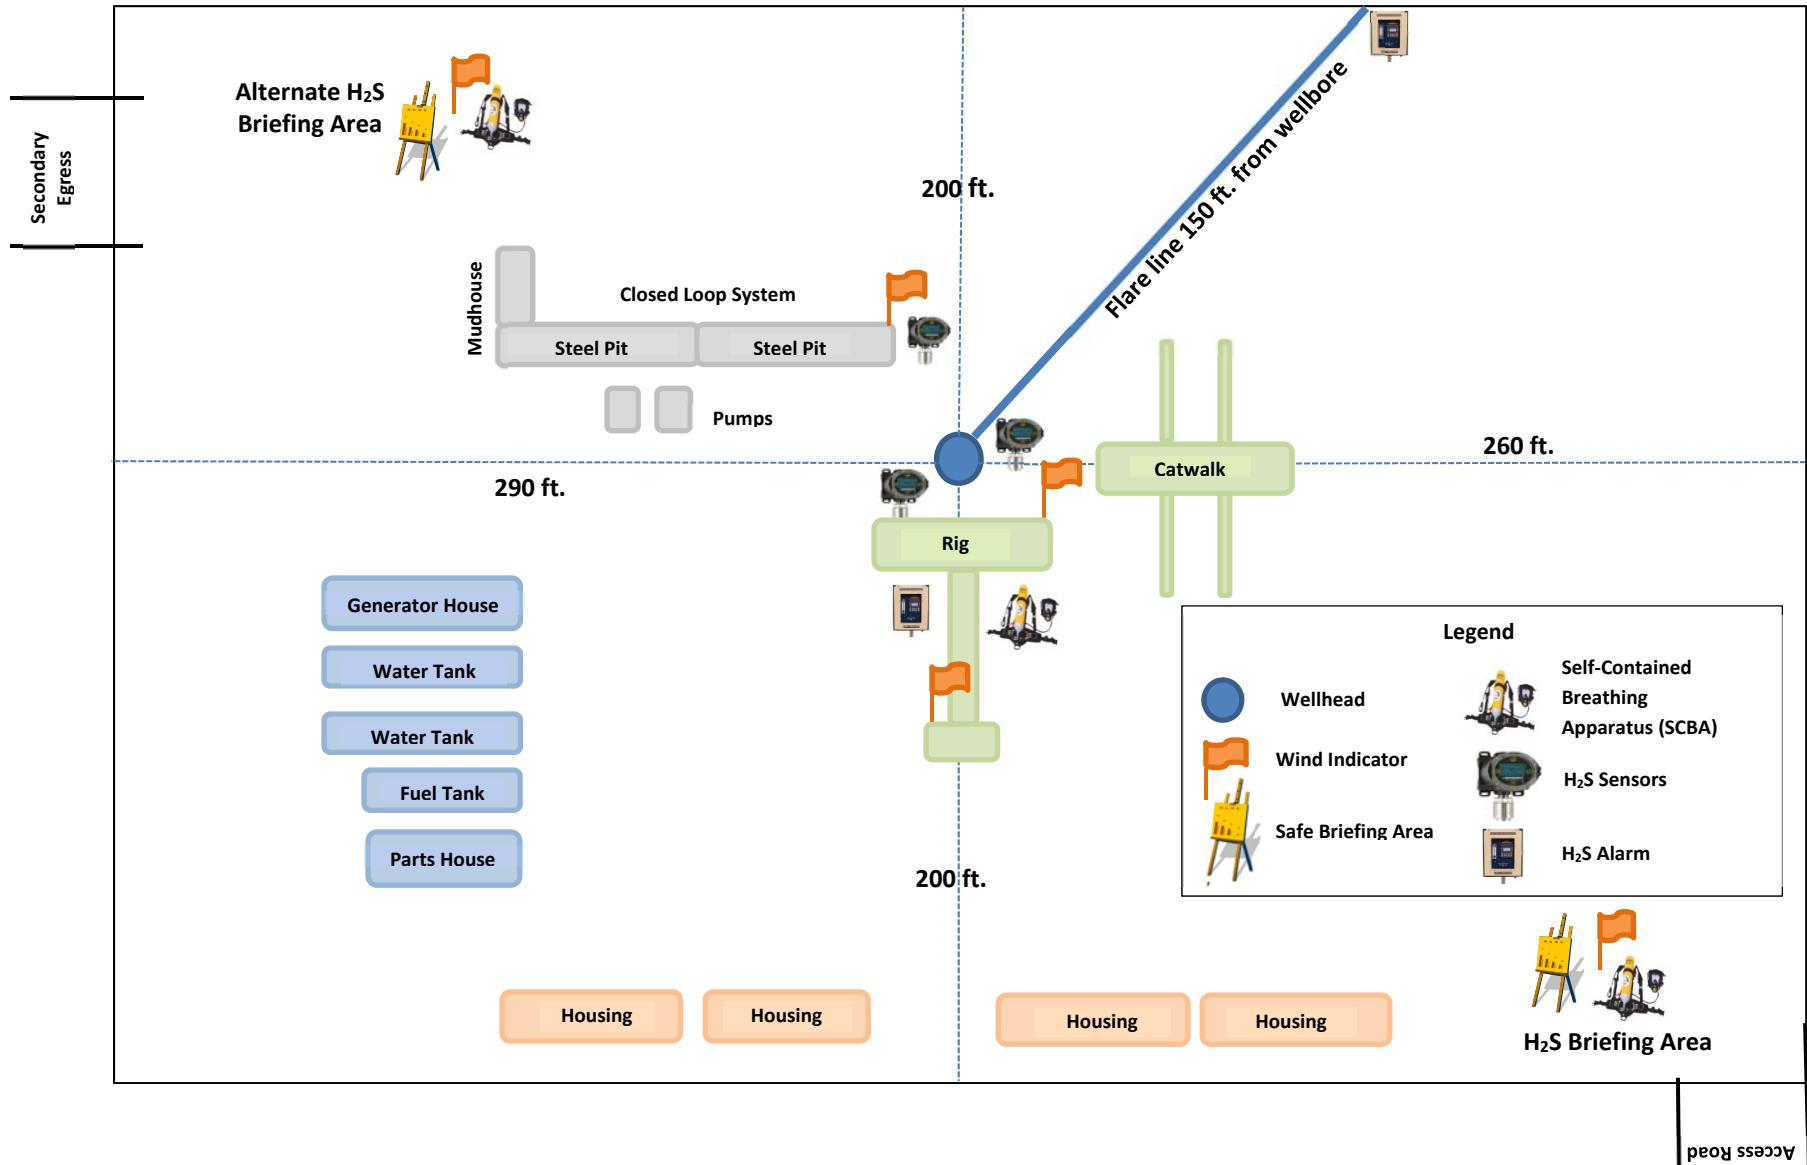 Alternate H₂S
Briefing Area
Secondary
Egress
200 ft.
Flare line 150 ft. from wellbore
Mudhouse
Closed Loop System
Steel Pit
Steel Pit
Pumps
290 ft.
260 ft.
Catwalk
Rig
Generator House
Water Tank
Water Tank
Fuel Tank
Parts House
200 ft.
Legend
Wellhead
Wind Indicator
Safe Briefing Area
Self-Contained
Breathing
Apparatus (SCBA)
H₂S Sensors
H₂S Alarm
Housing
Housing
Housing
Housing
H₂S Briefing Area
Access Road